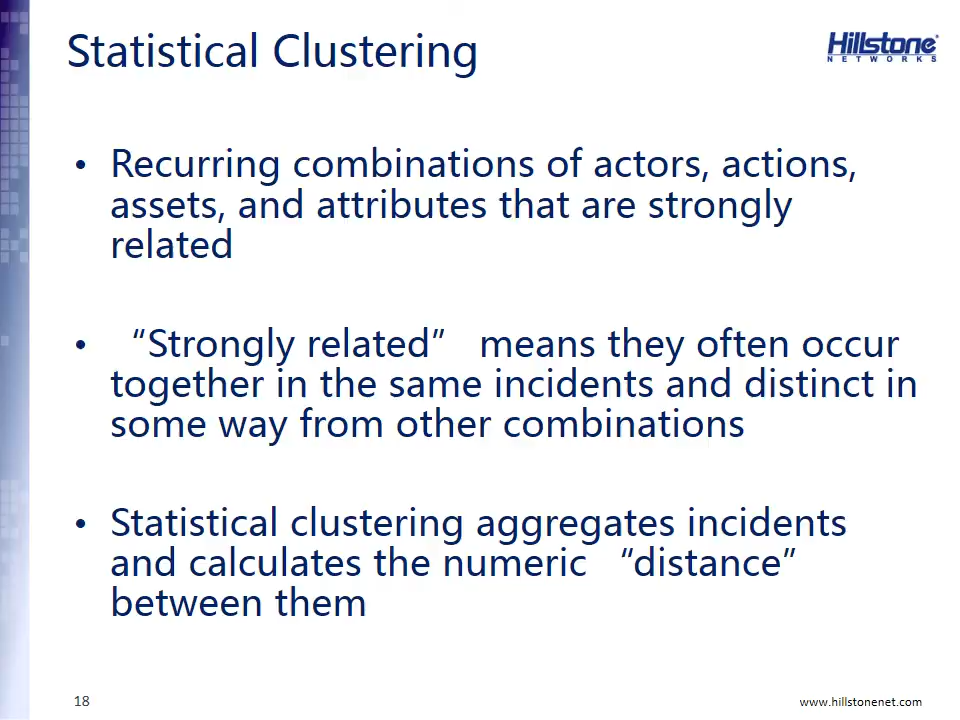 Statistical Clustering
Hillstone
NETWORKS
• Recurring combinations of actors, actions,
assets, and attributes that are strongly
related
• “Strongly related” means they often occur
together in the same incidents and distinct in
some way from other combinations
• Statistical clustering aggregates incidents
and calculates the numeric “distance”
between them
18
www.hillstonenet.com